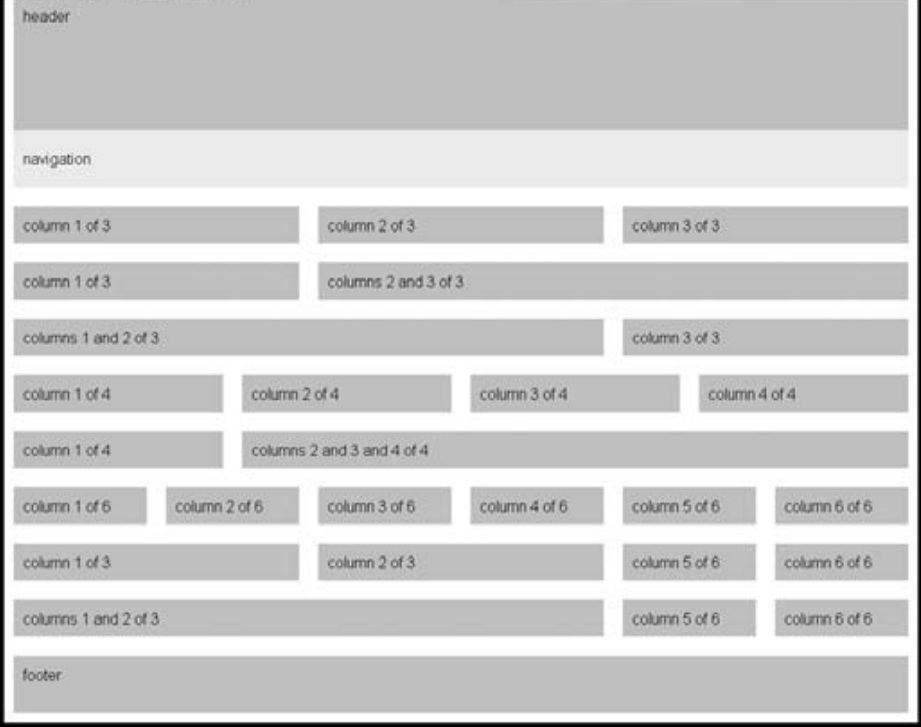 header
navigation
column 1 of 3 column 2 of 3 column 3 of 3
column 1 of 3 columns 2 and 3 of 3
columns 1 and 2 of 3 column 3 of 3
column 1 of 4 column 2 of 4 column 3 of 4 column 4 of 4
column 1 of 4 columns 2 and 3 and 4 of 4
column 1 of 6 column 2 of 6 column 3 of 6 column 4 of 6 column 5 of 6 column 6 of 6
column 1 of 3 column 2 of 3 column 5 of 6 column 6 of 6
columns 1 and 2 of 3 column 5 of 6 column 6 of 6
footer